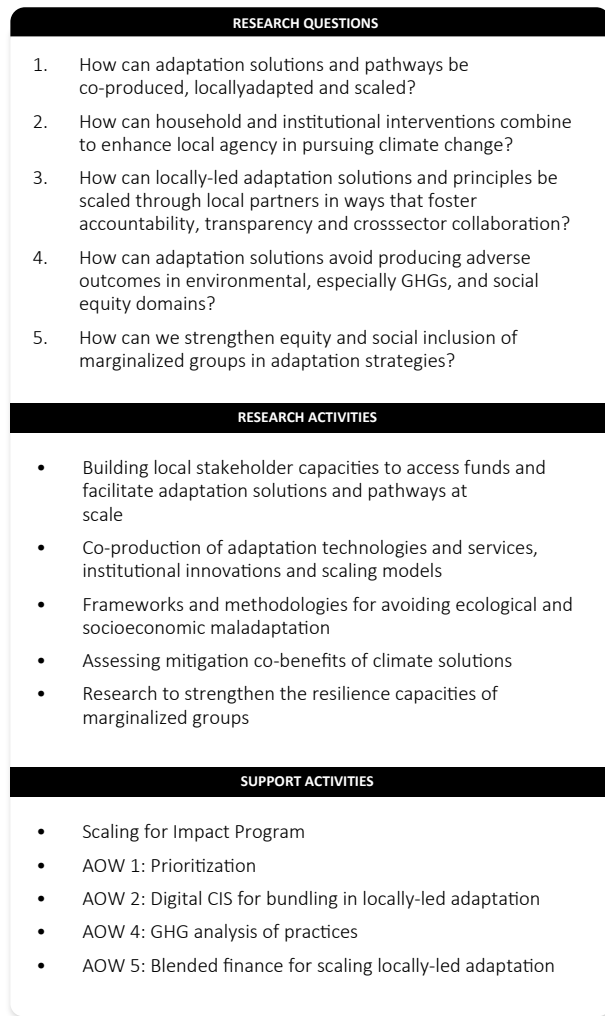 RESEARCH QUESTIONS
1. How can adaptation solutions and pathways be
co-produced, locallyadapted and scaled?
2. How can household and institutional interventions combine
to enhance local agency in pursuing climate change?
3. How can locally-led adaptation solutions and principles be
scaled through local partners in ways that foster
accountability, transparency and crosssector collaboration?
4. How can adaptation solutions avoid producing adverse
outcomes in environmental, especially GHGs, and social
equity domains?
5. How can we strengthen equity and social inclusion of
marginalized groups in adaptation strategies?
RESEARCH ACTIVITIES
• Building local stakeholder capacities to access funds and
facilitate adaptation solutions and pathways at
scale
• Co-production of adaptation technologies and services,
institutional innovations and scaling models
• Frameworks and methodologies for avoiding ecological and
socioeconomic maladaptation
• Assessing mitigation co-benefits of climate solutions
• Research to strengthen the resilience capacities of
marginalized groups
SUPPORT ACTIVITIES
• Scaling for Impact Program
• AOW 1: Prioritization
• AOW 2: Digital CIS for bundling in locally-led adaptation
• AOW 4: GHG analysis of practices
• AOW 5: Blended finance for scaling locally-led adaptation